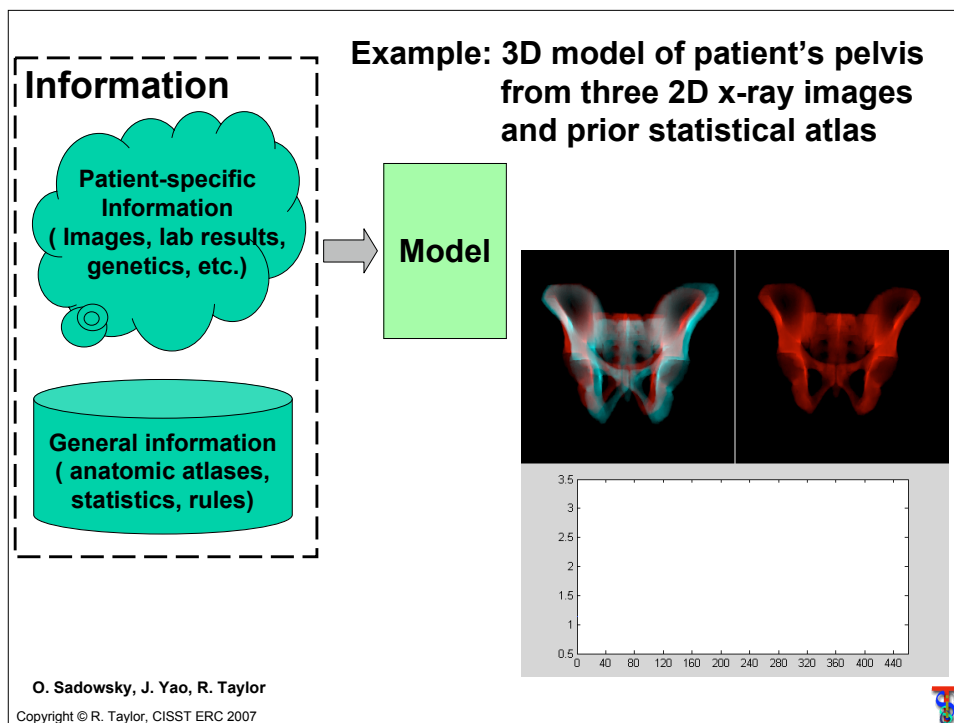 Example: 3D model of patient's pelvis
from three 2D x-ray images
and prior statistical atlas
Information
Patient-specific
Information
( Images, lab results,
genetics, etc.)
Model
General information
( anatomic atlases,
statistics, rules)
3.5
3
2.5
2
1.5
1
0.5
0 40 80 120 160 200 240 280 320 360 400 440
O. Sadowsky, J. Yao, R. Taylor
Copyright © R. Taylor, CISST ERC 2007